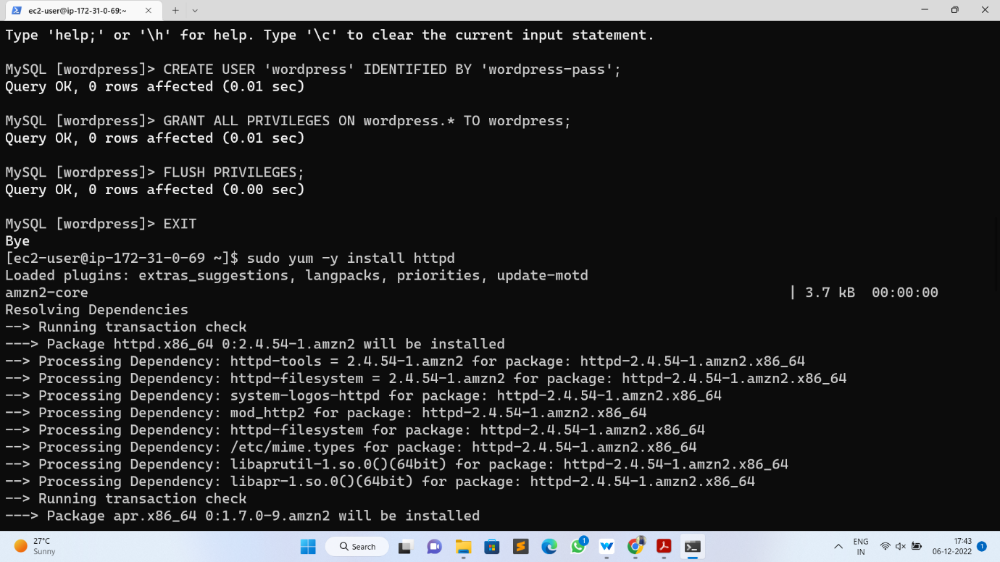 ec2-user@ip-172-31-0-69:~
Type 'help;' or '\h' for help. Type '\c' to clear the current input statement.
MySQL [wordpress]> CREATE USER 'wordpress' IDENTIFIED BY 'wordpress-pass';
Query OK, 0 rows affected (0.01 sec)
MySQL [wordpress]> GRANT ALL PRIVILEGES ON wordpress.* TO wordpress;
Query OK, 0 rows affected (0.01 sec)
MySQL [wordpress]> FLUSH PRIVILEGES;
Query OK, 0 rows affected (0.00 sec)
MySQL [wordpress]> EXIT
Bye
[ec2-user@ip-172-31-0-69 ~]$ sudo yum -y install httpd
Loaded plugins: extras_suggestions, langpacks, priorities, update-motd
amzn2-core | 3.7 kB 00:00:00
Resolving Dependencies
--> Running transaction check
---> Package httpd.x86_64 0:2.4.54-1.amzn2 will be installed
--> Processing Dependency: httpd-tools = 2.4.54-1.amzn2 for package: httpd-2.4.54-1.amzn2.x86_64
--> Processing Dependency: httpd-filesystem = 2.4.54-1.amzn2 for package: httpd-2.4.54-1.amzn2.x86_64
--> Processing Dependency: system-logos-httpd for package: httpd-2.4.54-1.amzn2.x86_64
--> Processing Dependency: mod_http2 for package: httpd-2.4.54-1.amzn2.x86_64
--> Processing Dependency: httpd-filesystem for package: httpd-2.4.54-1.amzn2.x86_64
--> Processing Dependency: /etc/mime.types for package: httpd-2.4.54-1.amzn2.x86_64
--> Processing Dependency: libaprutil-1.so.0()(64bit) for package: httpd-2.4.54-1.amzn2.x86_64
--> Processing Dependency: libapr-1.so.0()(64bit) for package: httpd-2.4.54-1.amzn2.x86_64
--> Running transaction check
---> Package apr.x86_64 0:1.7.0-9.amzn2 will be installed
27°C
Sunny
Search
1
ENG
IN
17:43
06-12-2022
1